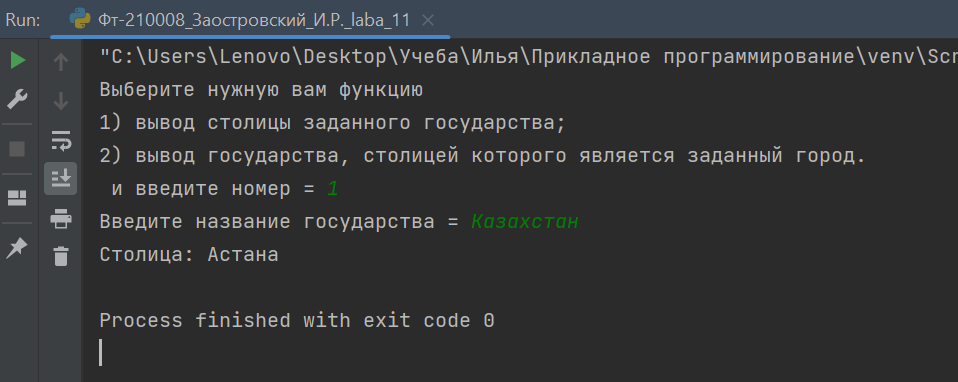 Run: Фт-210008_Заостровский_И.Р._laba_11
"C:\Users\Lenovo\Desktop\Учеба\Илья\Прикладное программирование\venv\Scr
Выберите нужную вам функцию
1) вывод столицы заданного государства;
2) вывод государства, столицей которого является заданный город.
и введите номер = 1
Введите название государства = Казахстан
Столица: Астана
Process finished with exit code 0